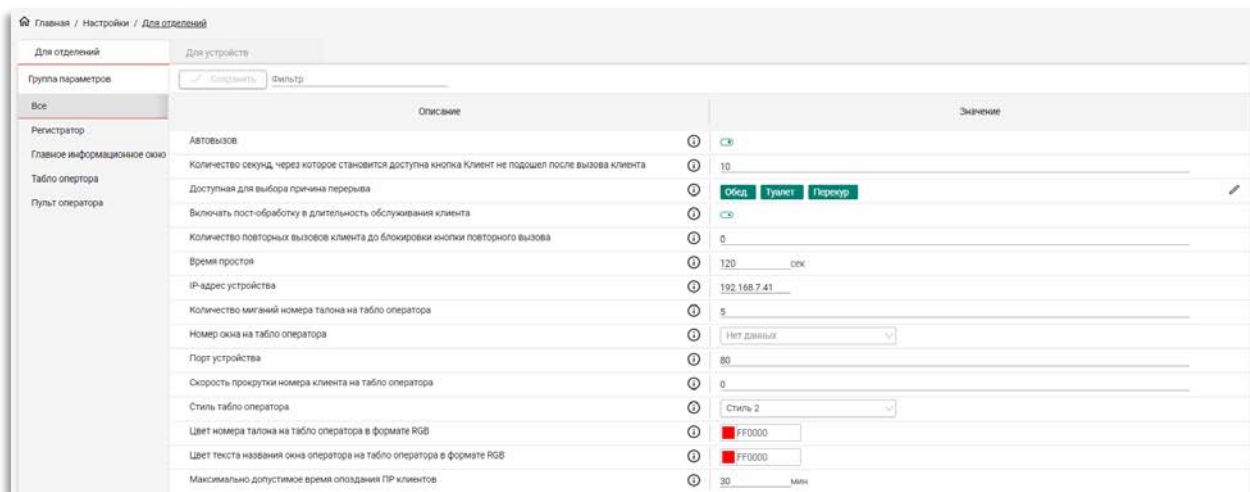 Главная / Настройки / Для отделений
Для отделений
Для устройств
Группа параметров
Сохранить
Фильтр
Все
Регистратор
Главное информационное окно
Табло опертора
Пульт оператора
Описание
Значение
Автовызов
Количество секунд, через которое становится доступна кнопка Клиент не подошел после вызова клиента
10
Доступная для выбора причина перерыва
Обед Туалет Перекур
Включать пост-обработку в длительность обслуживания клиента
Количество повторных вызовов клиента до блокировки кнопки повторного вызова
0
Время простоя
120 сек
IP-адрес устройства
192.168.7.41
Количество миганий номера талона на табло оператора
5
Номер окна на табло оператора
Нет данных
Порт устройства
80
Скорость прокрутки номера клиента на табло оператора
0
Стиль табло оператора
Стиль 2
Цвет номера талона на табло оператора в формате RGB
FF0000
Цвет текста названия окна оператора на табло оператора в формате RGB
FF0000
Максимально допустимое время опоздания ПР клиентов
30 мин